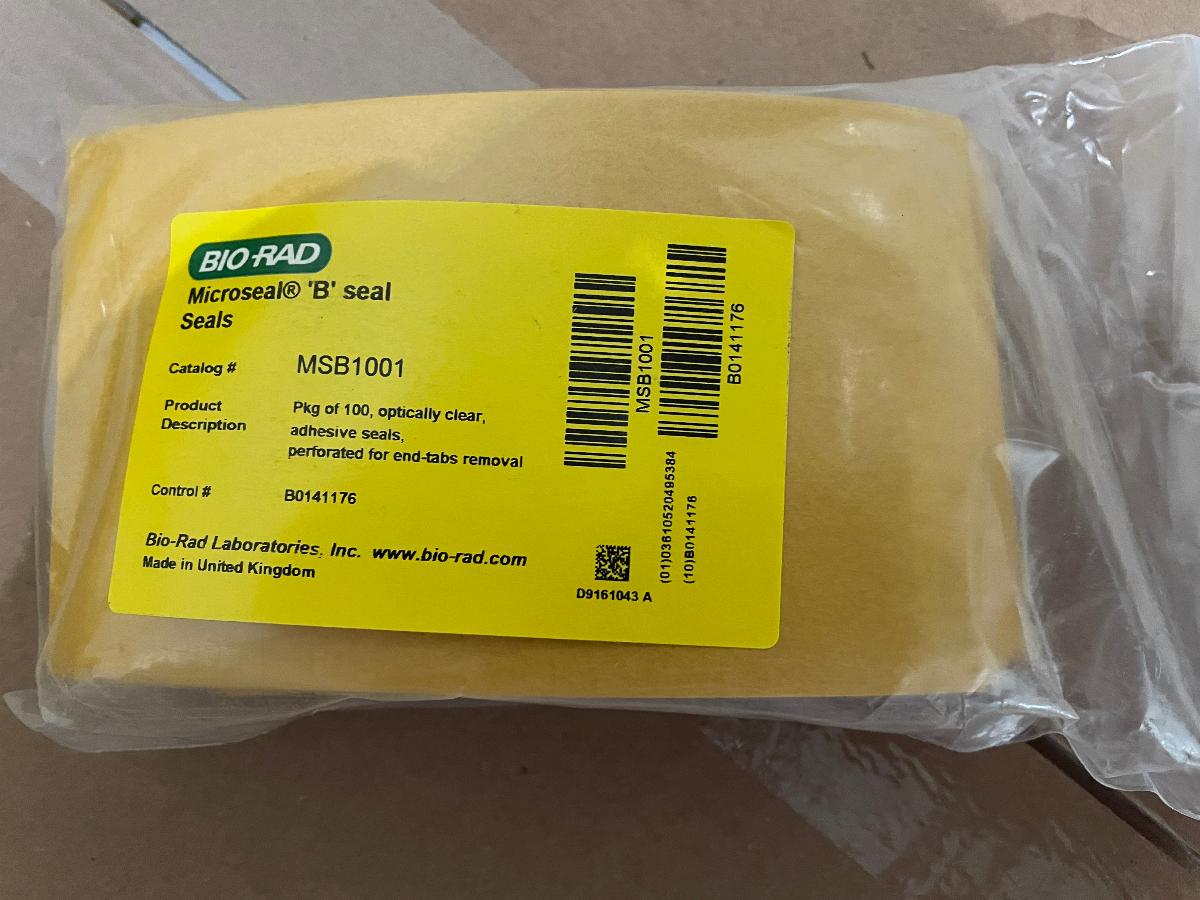 BIO-RAD
Microseal® 'B' seal
Seals
Catalog # MSB1001
Product Description Pkg of 100, optically clear,
adhesive seals,
perforated for end-tabs removal
Control # B0141176
Bio-Rad Laboratories, Inc. www.bio-rad.com
Made in United Kingdom
MSB1001
B0141176
(01)03610520495384
(10)B0141176
D9161043 A